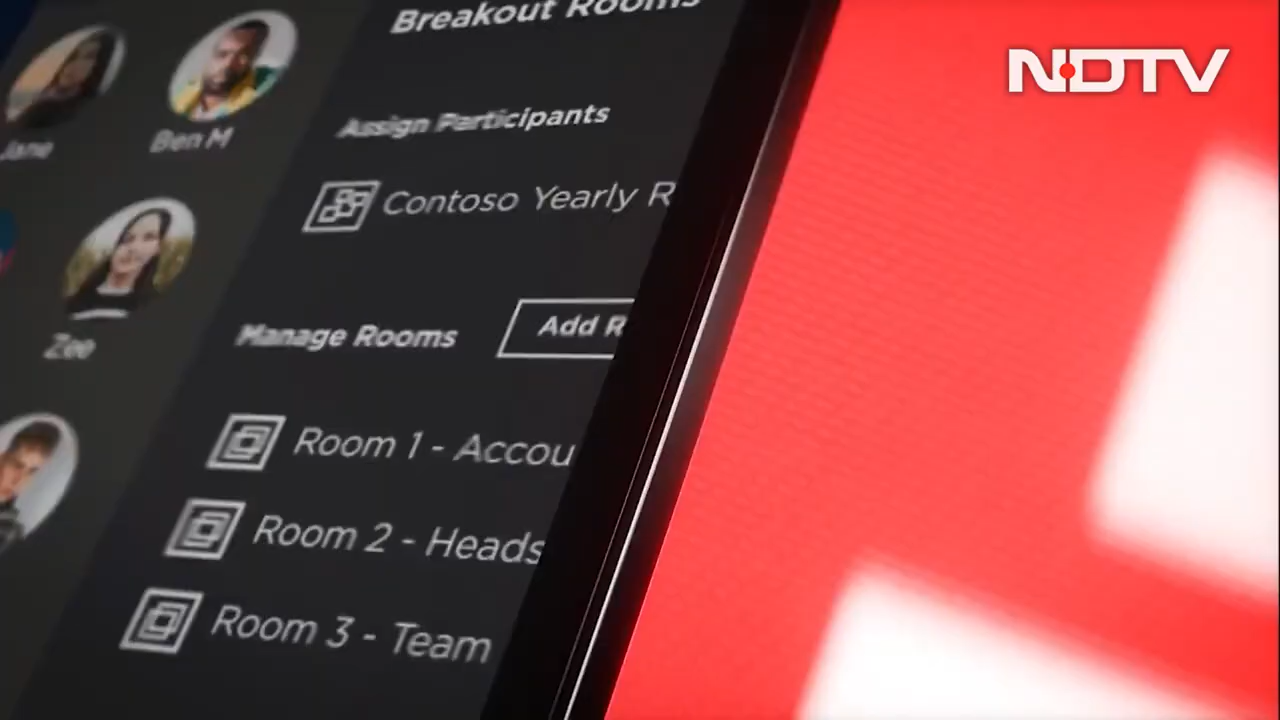 NDTV
Breakout Rooms
Jane
Ben M
Assign Participants
Contoso Yearly R
Zee
Manage Rooms
Add R
Room 1 - Accou
Room 2 - Heads
Room 3 - Team